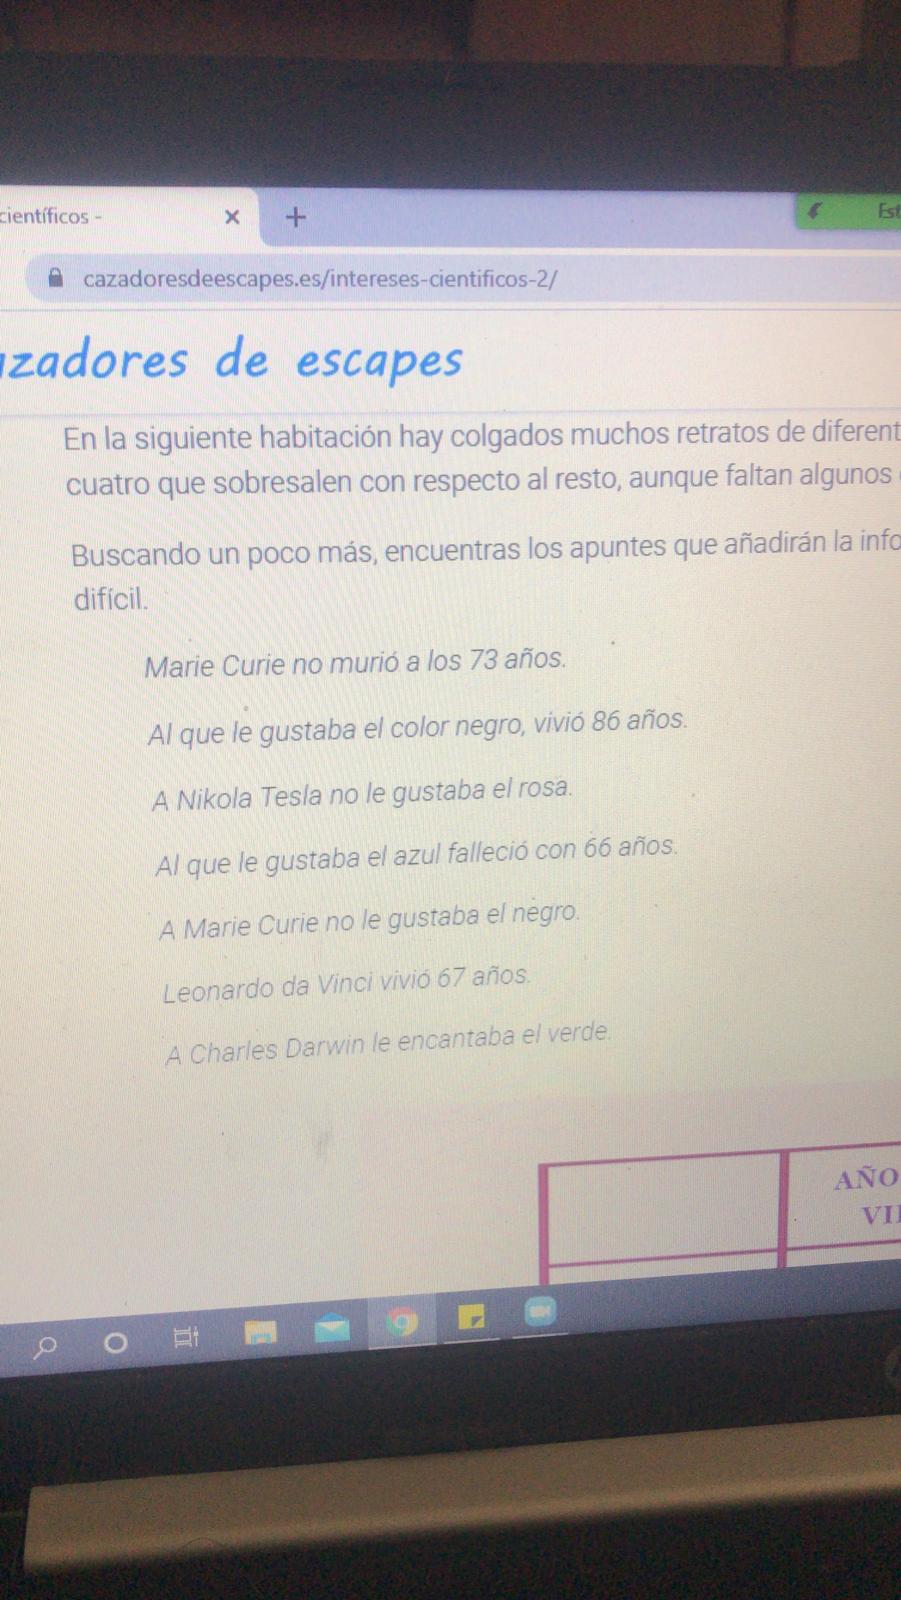 científicos -
Est
cazadoresdeescapes.es/intereses-cientificos-2/
azadores de escapes
En la siguiente habitación hay colgados muchos retratos de diferent
cuatro que sobresalen con respecto al resto, aunque faltan algunos
Buscando un poco más, encuentras los apuntes que añadirán la info
difícil.
Marie Curie no murió a los 73 años.
Al que le gustaba el color negro, vivió 86 años.
A Nikola Tesla no le gustaba el rosa.
Al que le gustaba el azul falleció con 66 años.
A Marie Curie no le gustaba el negro.
Leonardo da Vinci vivió 67 años.
A Charles Darwin le encantaba el verde.
AÑO
VI